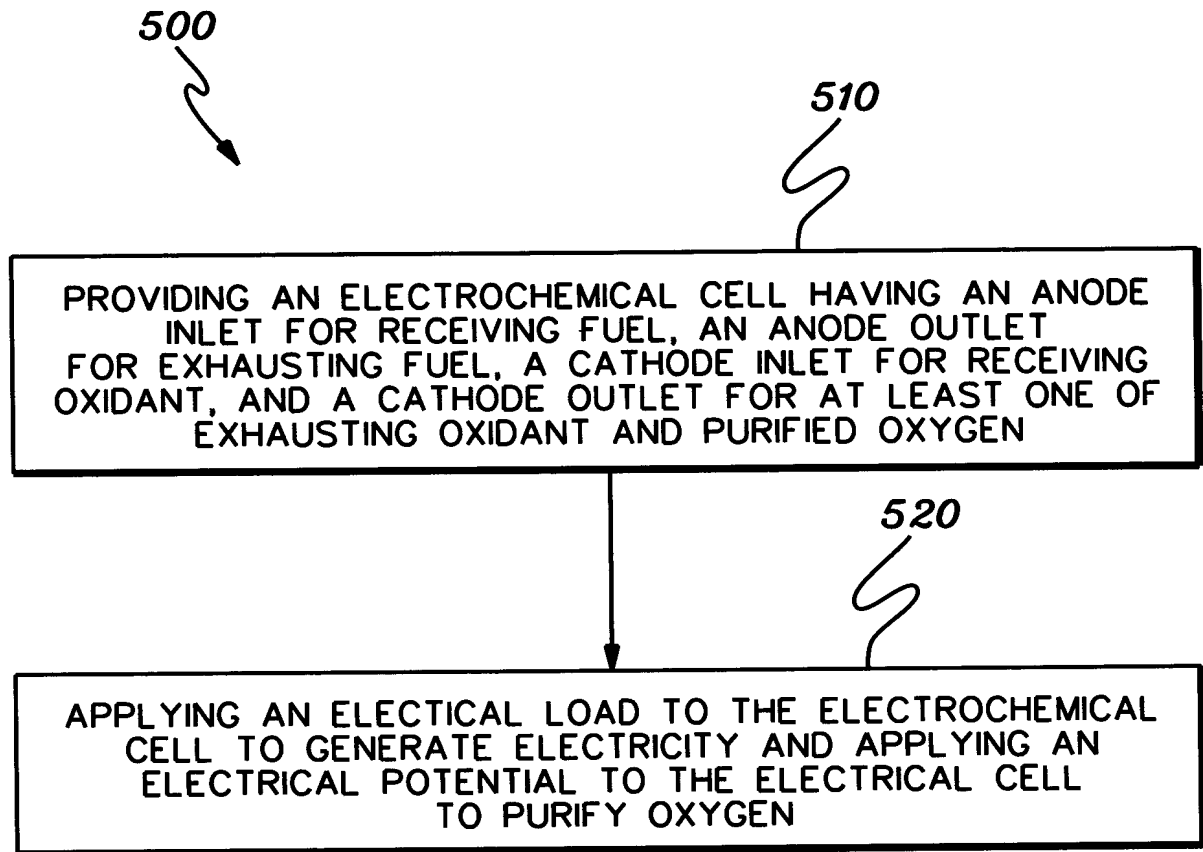 500
510
PROVIDING AN ELECTROCHEMICAL CELL HAVING AN ANODE
INLET FOR RECEIVING FUEL, AN ANODE OUTLET
FOR EXHAUSTING FUEL, A CATHODE INLET FOR RECEIVING
OXIDANT, AND A CATHODE OUTLET FOR AT LEAST ONE OF
EXHAUSTING OXIDANT AND PURIFIED OXYGEN
520
APPLYING AN ELECTICAL LOAD TO THE ELECTROCHEMICAL
CELL TO GENERATE ELECTRICITY AND APPLYING AN
ELECTRICAL POTENTIAL TO THE ELECTRICAL CELL
TO PURIFY OXYGEN